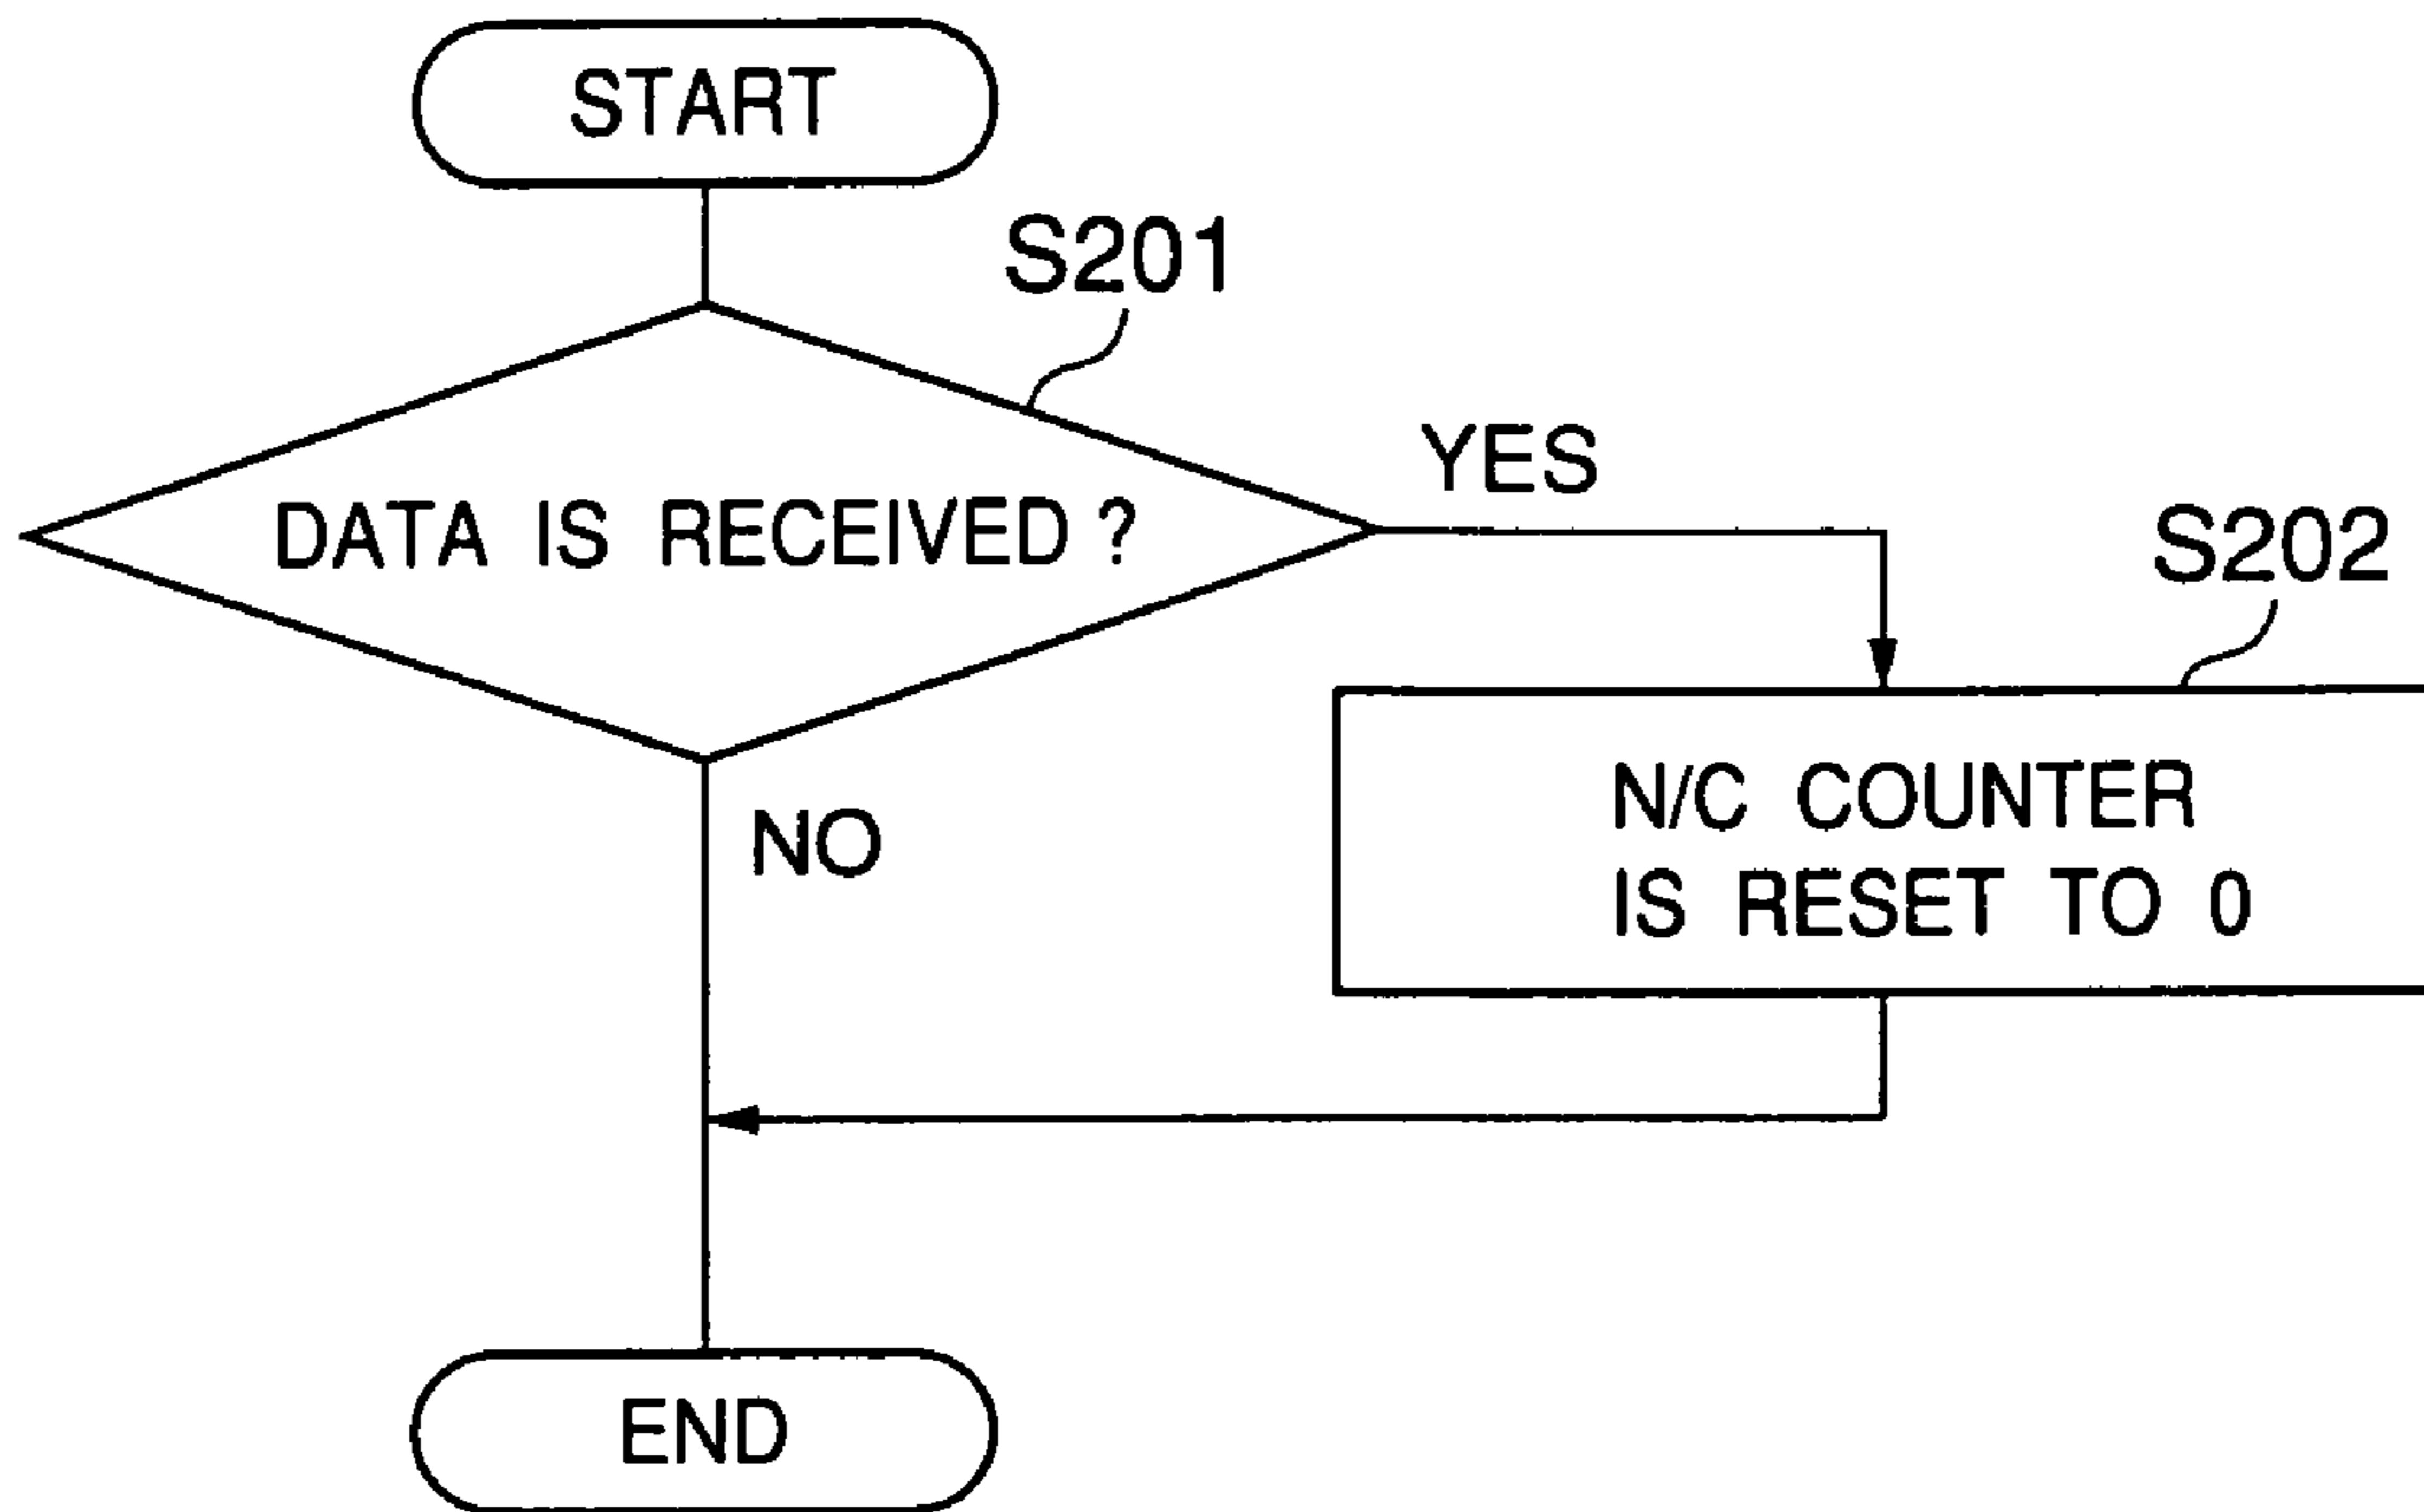 START
S201
YES
DATA IS RECEIVED ?
S202
NO
N/C COUNTER
IS RESET TO 0
END